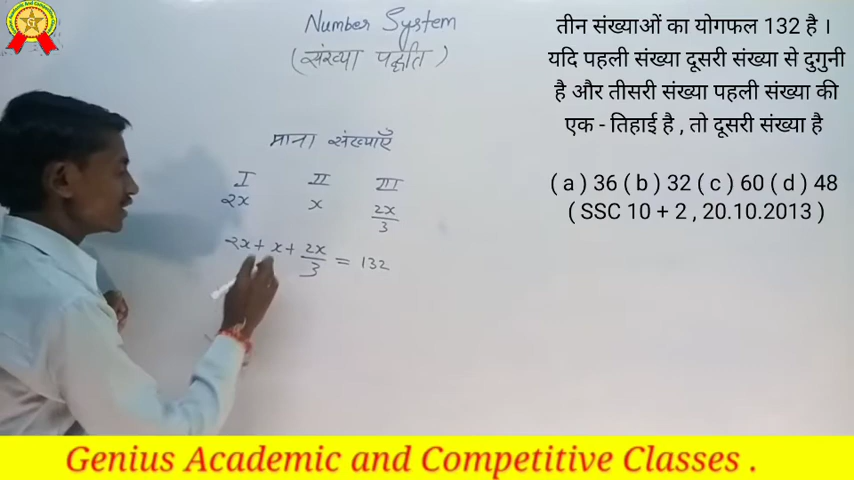 Number System
(संख्या पद्धति)
तीन संख्याओं का योगफल 132 है ।
यदि पहली संख्या दूसरी संख्या से दुगुनी
है और तीसरी संख्या पहली संख्या की
एक - तिहाई है , तो दूसरी संख्या है
( a ) 36 ( b ) 32 ( c ) 60 ( d ) 48
( SSC 10 + 2 , 20.10.2013 )
माना संख्याएँ
I II III
2x x 2x/3
2x + x + 2x/3 = 132
Genius Academic and Competitive Classes .